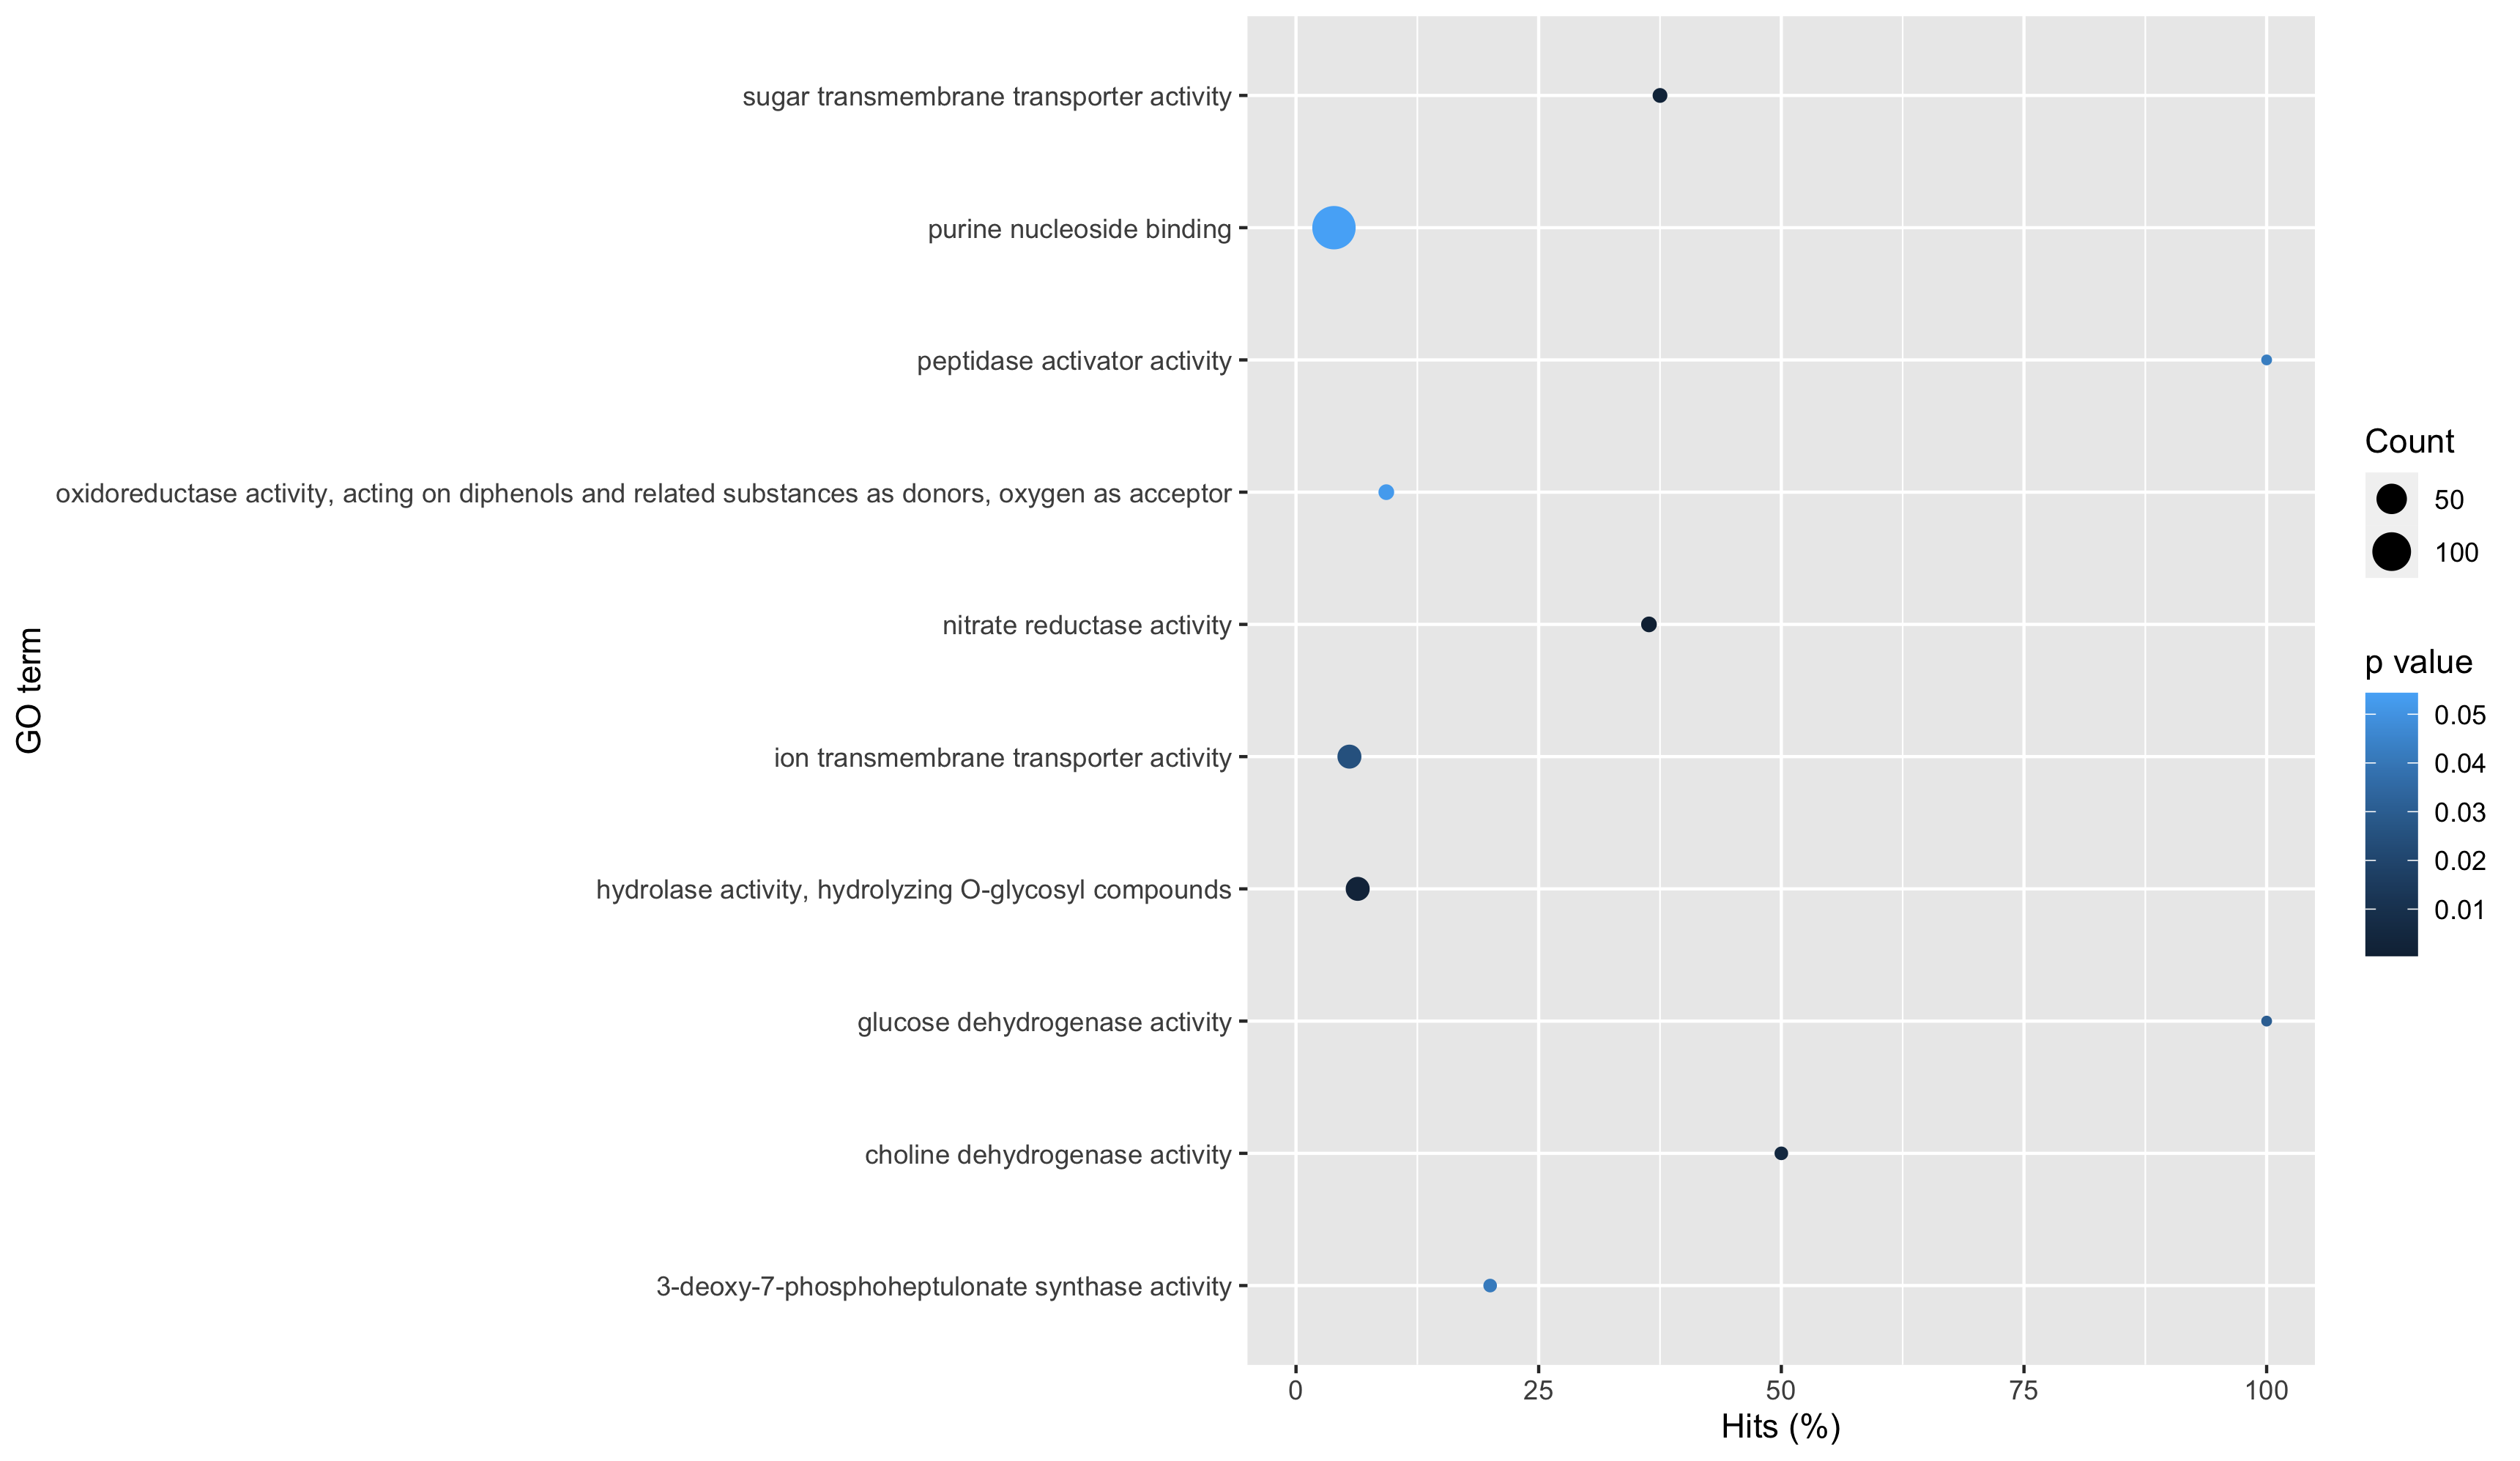 GO term
sugar transmembrane transporter activity
purine nucleoside binding
peptidase activator activity
oxidoreductase activity, acting on diphenols and related substances as donors, oxygen as acceptor
nitrate reductase activity
ion transmembrane transporter activity
hydrolase activity, hydrolyzing O-glycosyl compounds
glucose dehydrogenase activity
choline dehydrogenase activity
3-deoxy-7-phosphoheptulonate synthase activity
0 25 50 75 100
Hits (%)
Count
50
100
p value
0.05
0.04
0.03
0.02
0.01